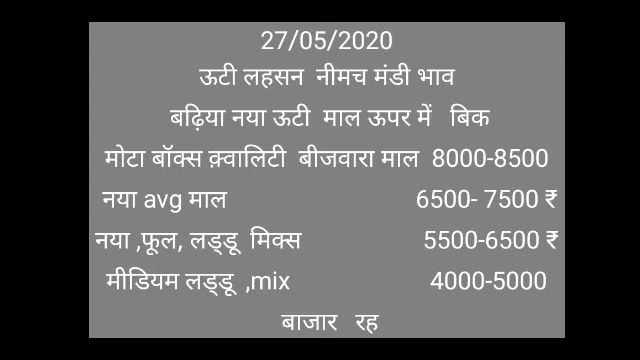 27/05/2020
ऊटी लहसन नीमच मंडी भाव
बढ़िया नया ऊटी माल ऊपर में बिक
मोटा बॉक्स क़्वालिटी बीजवारा माल 8000-8500
नया avg माल 6500- 7500 ₹
नया ,फूल, लड्डू मिक्स 5500-6500 ₹
मीडियम लड्डू ,mix 4000-5000
बाजार रह